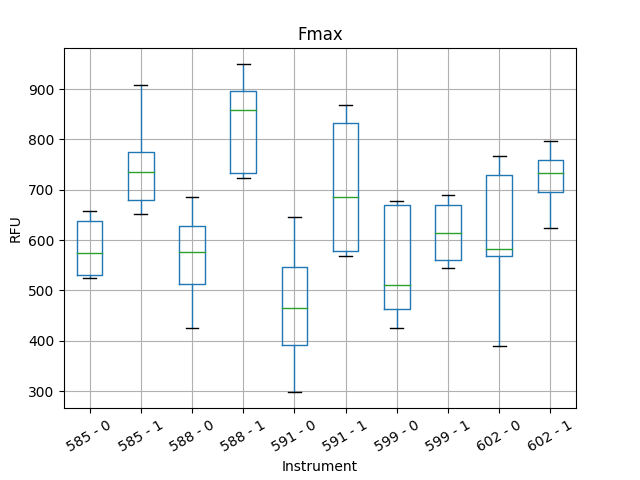 Fmax
RFU
900
800
700
600
500
400
300
585 - 0
585 - 1
588 - 0
588 - 1
591 - 0
591 - 1
599 - 0
599 - 1
602 - 0
602 - 1
Instrument